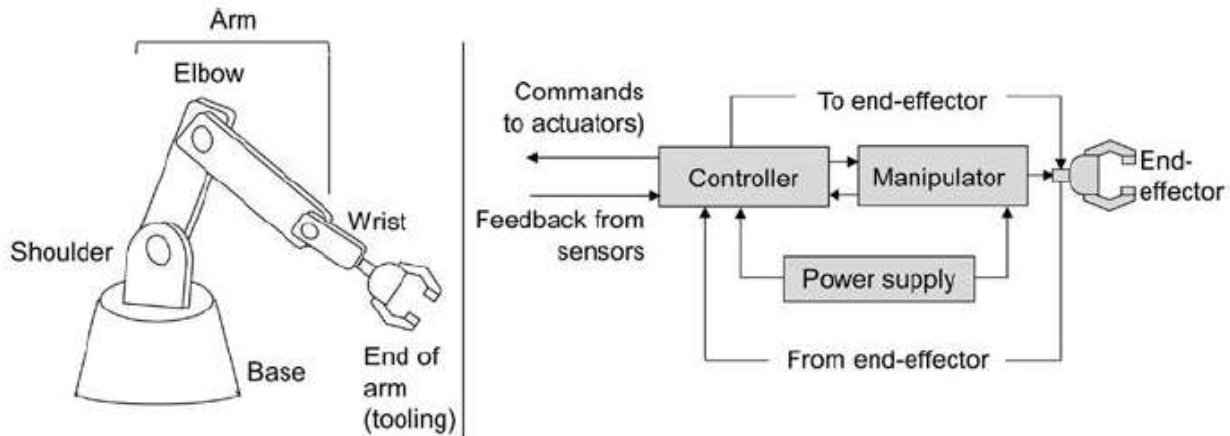 Arm
Elbow
Shoulder
Wrist
Base
End of
arm
(tooling)
Commands
to actuators)
To end-effector
Controller
Manipulator
End-
effector
Feedback from
sensors
Power supply
From end-effector